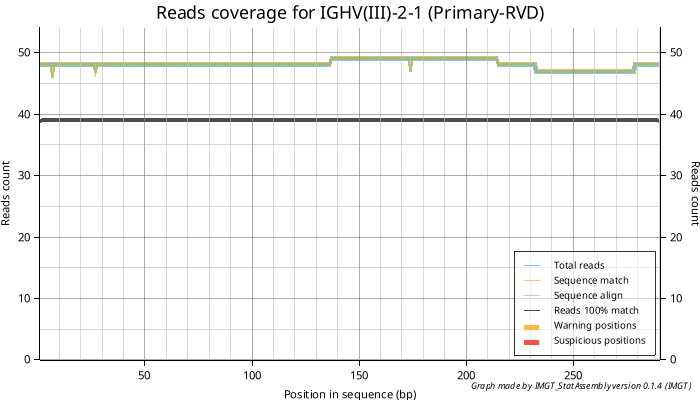 Reads coverage for IGHV(III)-2-1 (Primary-RVD)
50
40
30
20
10
0
Reads count
50
40
30
20
10
0
Reads count
50
100
150
200
250
Position in sequence (bp)
Total reads
Sequence match
Sequence align
Reads 100% match
Warning positions
Suspicious positions
Graph made by IMGT_StatAssembly version 0.1.4 (IMGT)